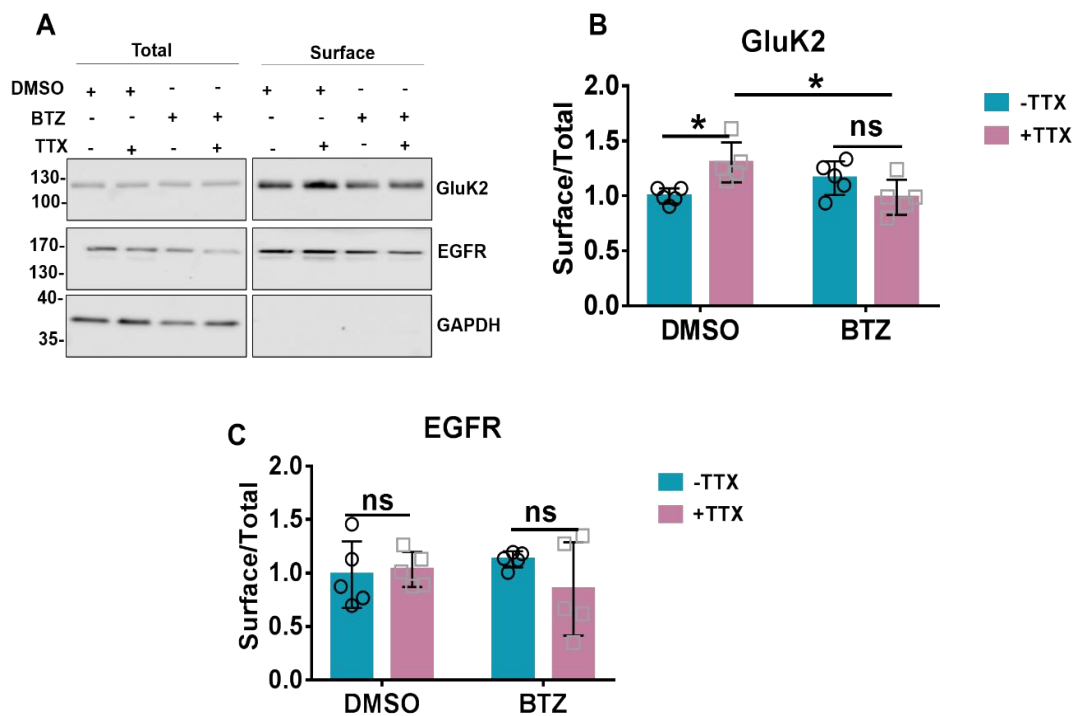 A
Total Surface
DMSO + + - - + + - -
BTZ - - + + - - + +
TTX - + - + - + - +
130-
100-
GluK2
170-
130-
EGFR
40-
35-
GAPDH
B
GluK2
Surface/Total
2.0
1.5
1.0
0.5
0.0
*
*
ns
DMSO BTZ
-TTX
+TTX
C
EGFR
Surface/Total
2.0
1.5
1.0
0.5
0.0
ns
ns
DMSO BTZ
-TTX
+TTX